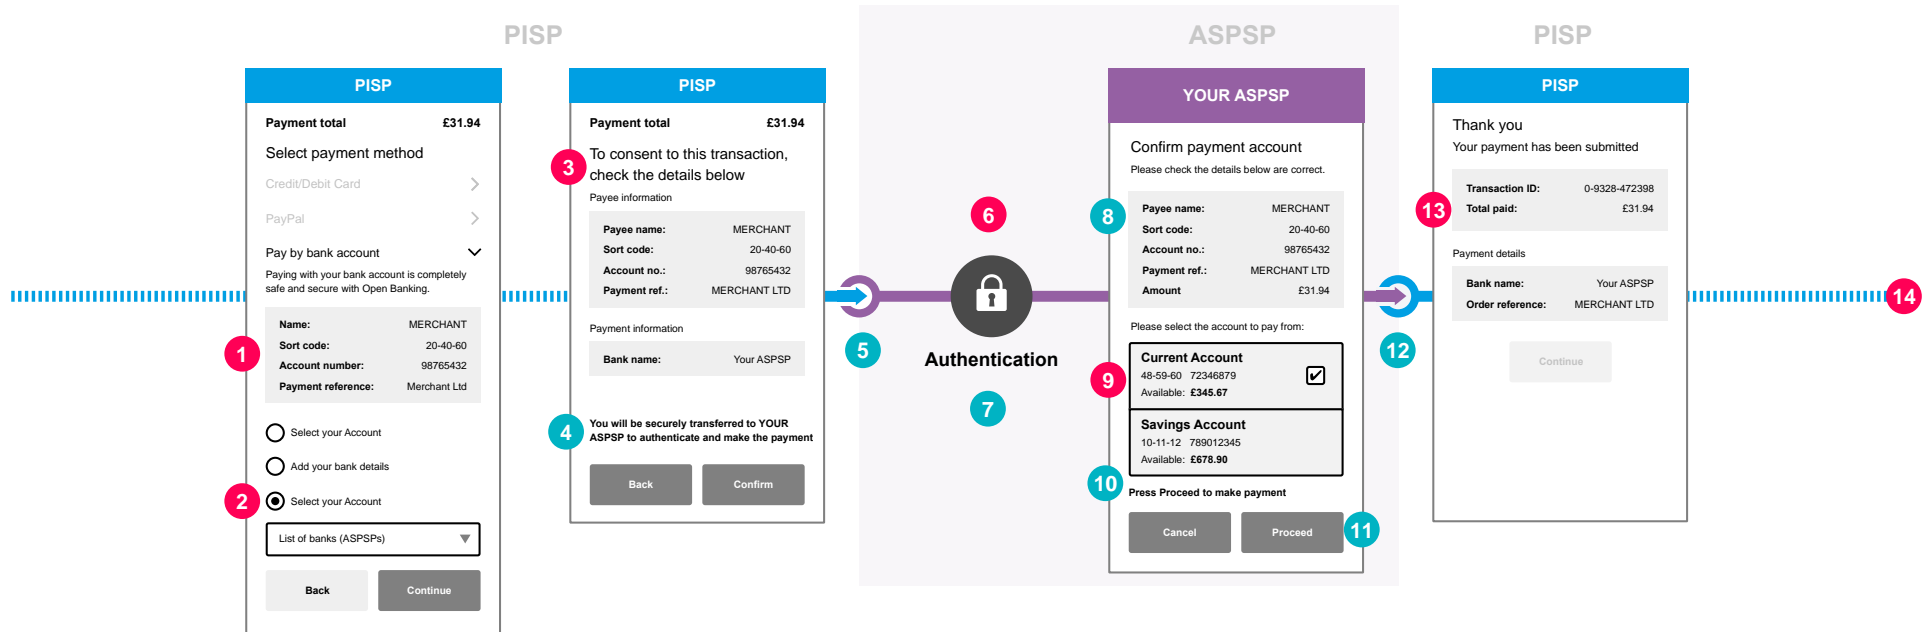 PISP
ASPSP
PISP
PISP
Payment total £31.94
Select payment method
Credit/Debit Card
PayPal
Pay by bank account
Paying with your bank account is completely
safe and secure with Open Banking.
1
Name: MERCHANT
Sort code: 20-40-60
Account number: 98765432
Payment reference: Merchant Ltd
Select your Account
Add your bank details
2
Select your Account
List of banks (ASPSPs)
Back
Continue
PISP
Payment total £31.94
3
To consent to this transaction,
check the details below
Payee information
Payee name: MERCHANT
Sort code: 20-40-60
Account no.: 98765432
Payment ref.: MERCHANT LTD
Payment information
Bank name: Your ASPSP
4
You will be securely transferred to YOUR
ASPSP to authenticate and make the payment
Back
Confirm
5
6
Authentication
7
YOUR ASPSP
Confirm payment account
Please check the details below are correct.
8
Payee name: MERCHANT
Sort code: 20-40-60
Account no.: 98765432
Payment ref.: MERCHANT LTD
Amount £31.94
Please select the account to pay from:
9
Current Account
48-59-60 72346879
Available: £345.67
Savings Account
10-11-12 789012345
Available: £678.90
10
Press Proceed to make payment
Cancel
Proceed
11
12
PISP
Thank you
Your payment has been submitted
13
Transaction ID: 0-9328-472398
Total paid: £31.94
Payment details
Bank name: Your ASPSP
Order reference: MERCHANT LTD
Continue
14